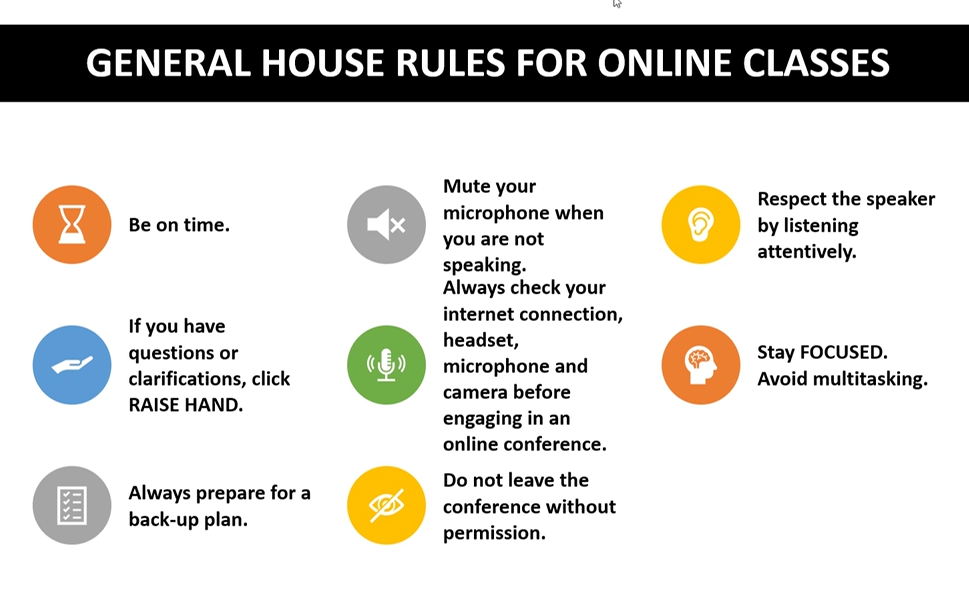 GENERAL HOUSE RULES FOR ONLINE CLASSES
Be on time.
Mute your
microphone when
you are not
speaking.
Respect the speaker
by listening
attentively.
If you have
questions or
clarifications, click
RAISE HAND.
Always check your
internet connection,
headset,
microphone and
camera before
engaging in an
online conference.
Stay FOCUSED.
Avoid multitasking.
Always prepare for a
back-up plan.
Do not leave the
conference without
permission.